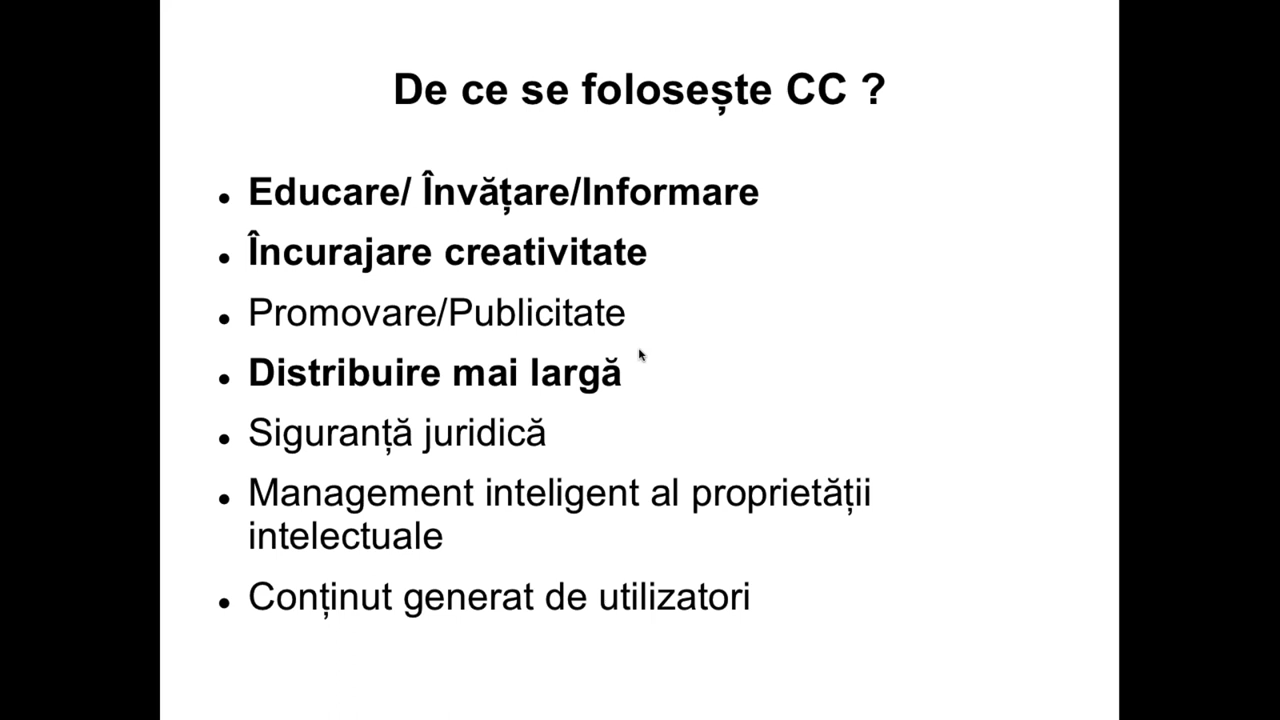 De ce se folosește CC ?
Educare/ Învățare/Informare
Încurajare creativitate
Promovare/Publicitate
Distribuire mai largă
Siguranță juridică
Management inteligent al proprietății
intelectuale
Conținut generat de utilizatori